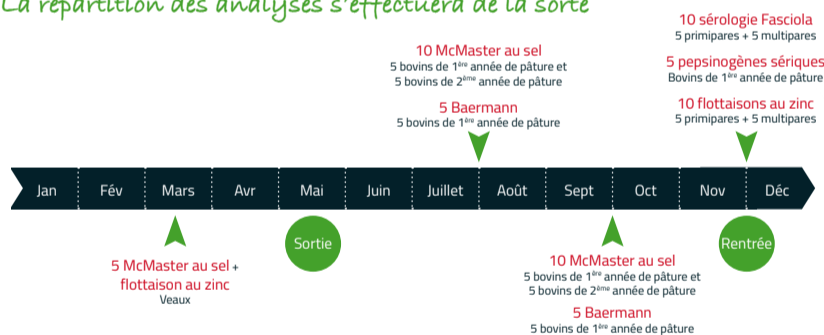 La répartition des analyses s'effectuera de la sorte
10 McMaster au sel
5 bovins de 1ère année de pâture et
5 bovins de 2ème année de pâture
5 Baermann
5 bovins de 1ère année de pâture
10 sérologie Fasciola
5 primipares + 5 multipares
5 pepsinogènes sériques
Bovins de 1ère année de pâture
10 flottaisons au zinc
5 primipares + 5 multipares
Jan Fév Mars Avr Mai Juin Juillet Août Sept Oct Nov Déc
5 McMaster au sel +
flottaison au zinc
Veaux
Sortie
10 McMaster au sel
5 bovins de 1ère année de pâture et
5 bovins de 2ème année de pâture
5 Baermann
5 bovins de 1ère année de pâture
Rentrée